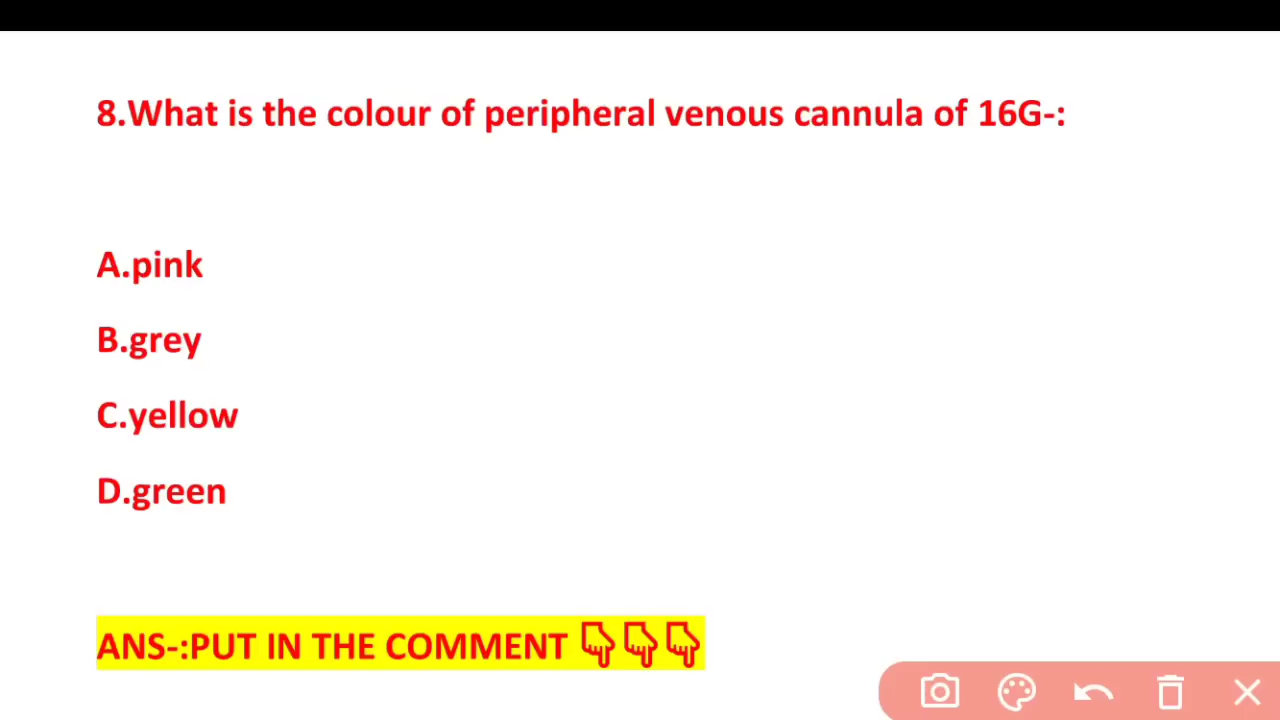 8.What is the colour of peripheral venous cannula of 16G-:
A.pink
B.grey
C.yellow
D.green
ANS-:PUT IN THE COMMENT 👇👇👇